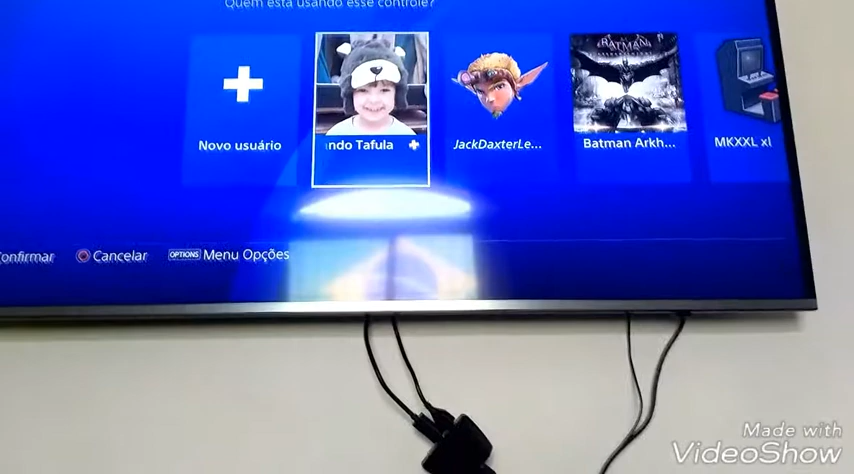 Quem está usando esse controle?
BATMAN
Novo usuário
ndo Tafula
JackDaxterLe...
Batman Arkh...
MKXXL xl
Confirmar
Cancelar
OPTIONS Menu Opções
Made with
VideoShow